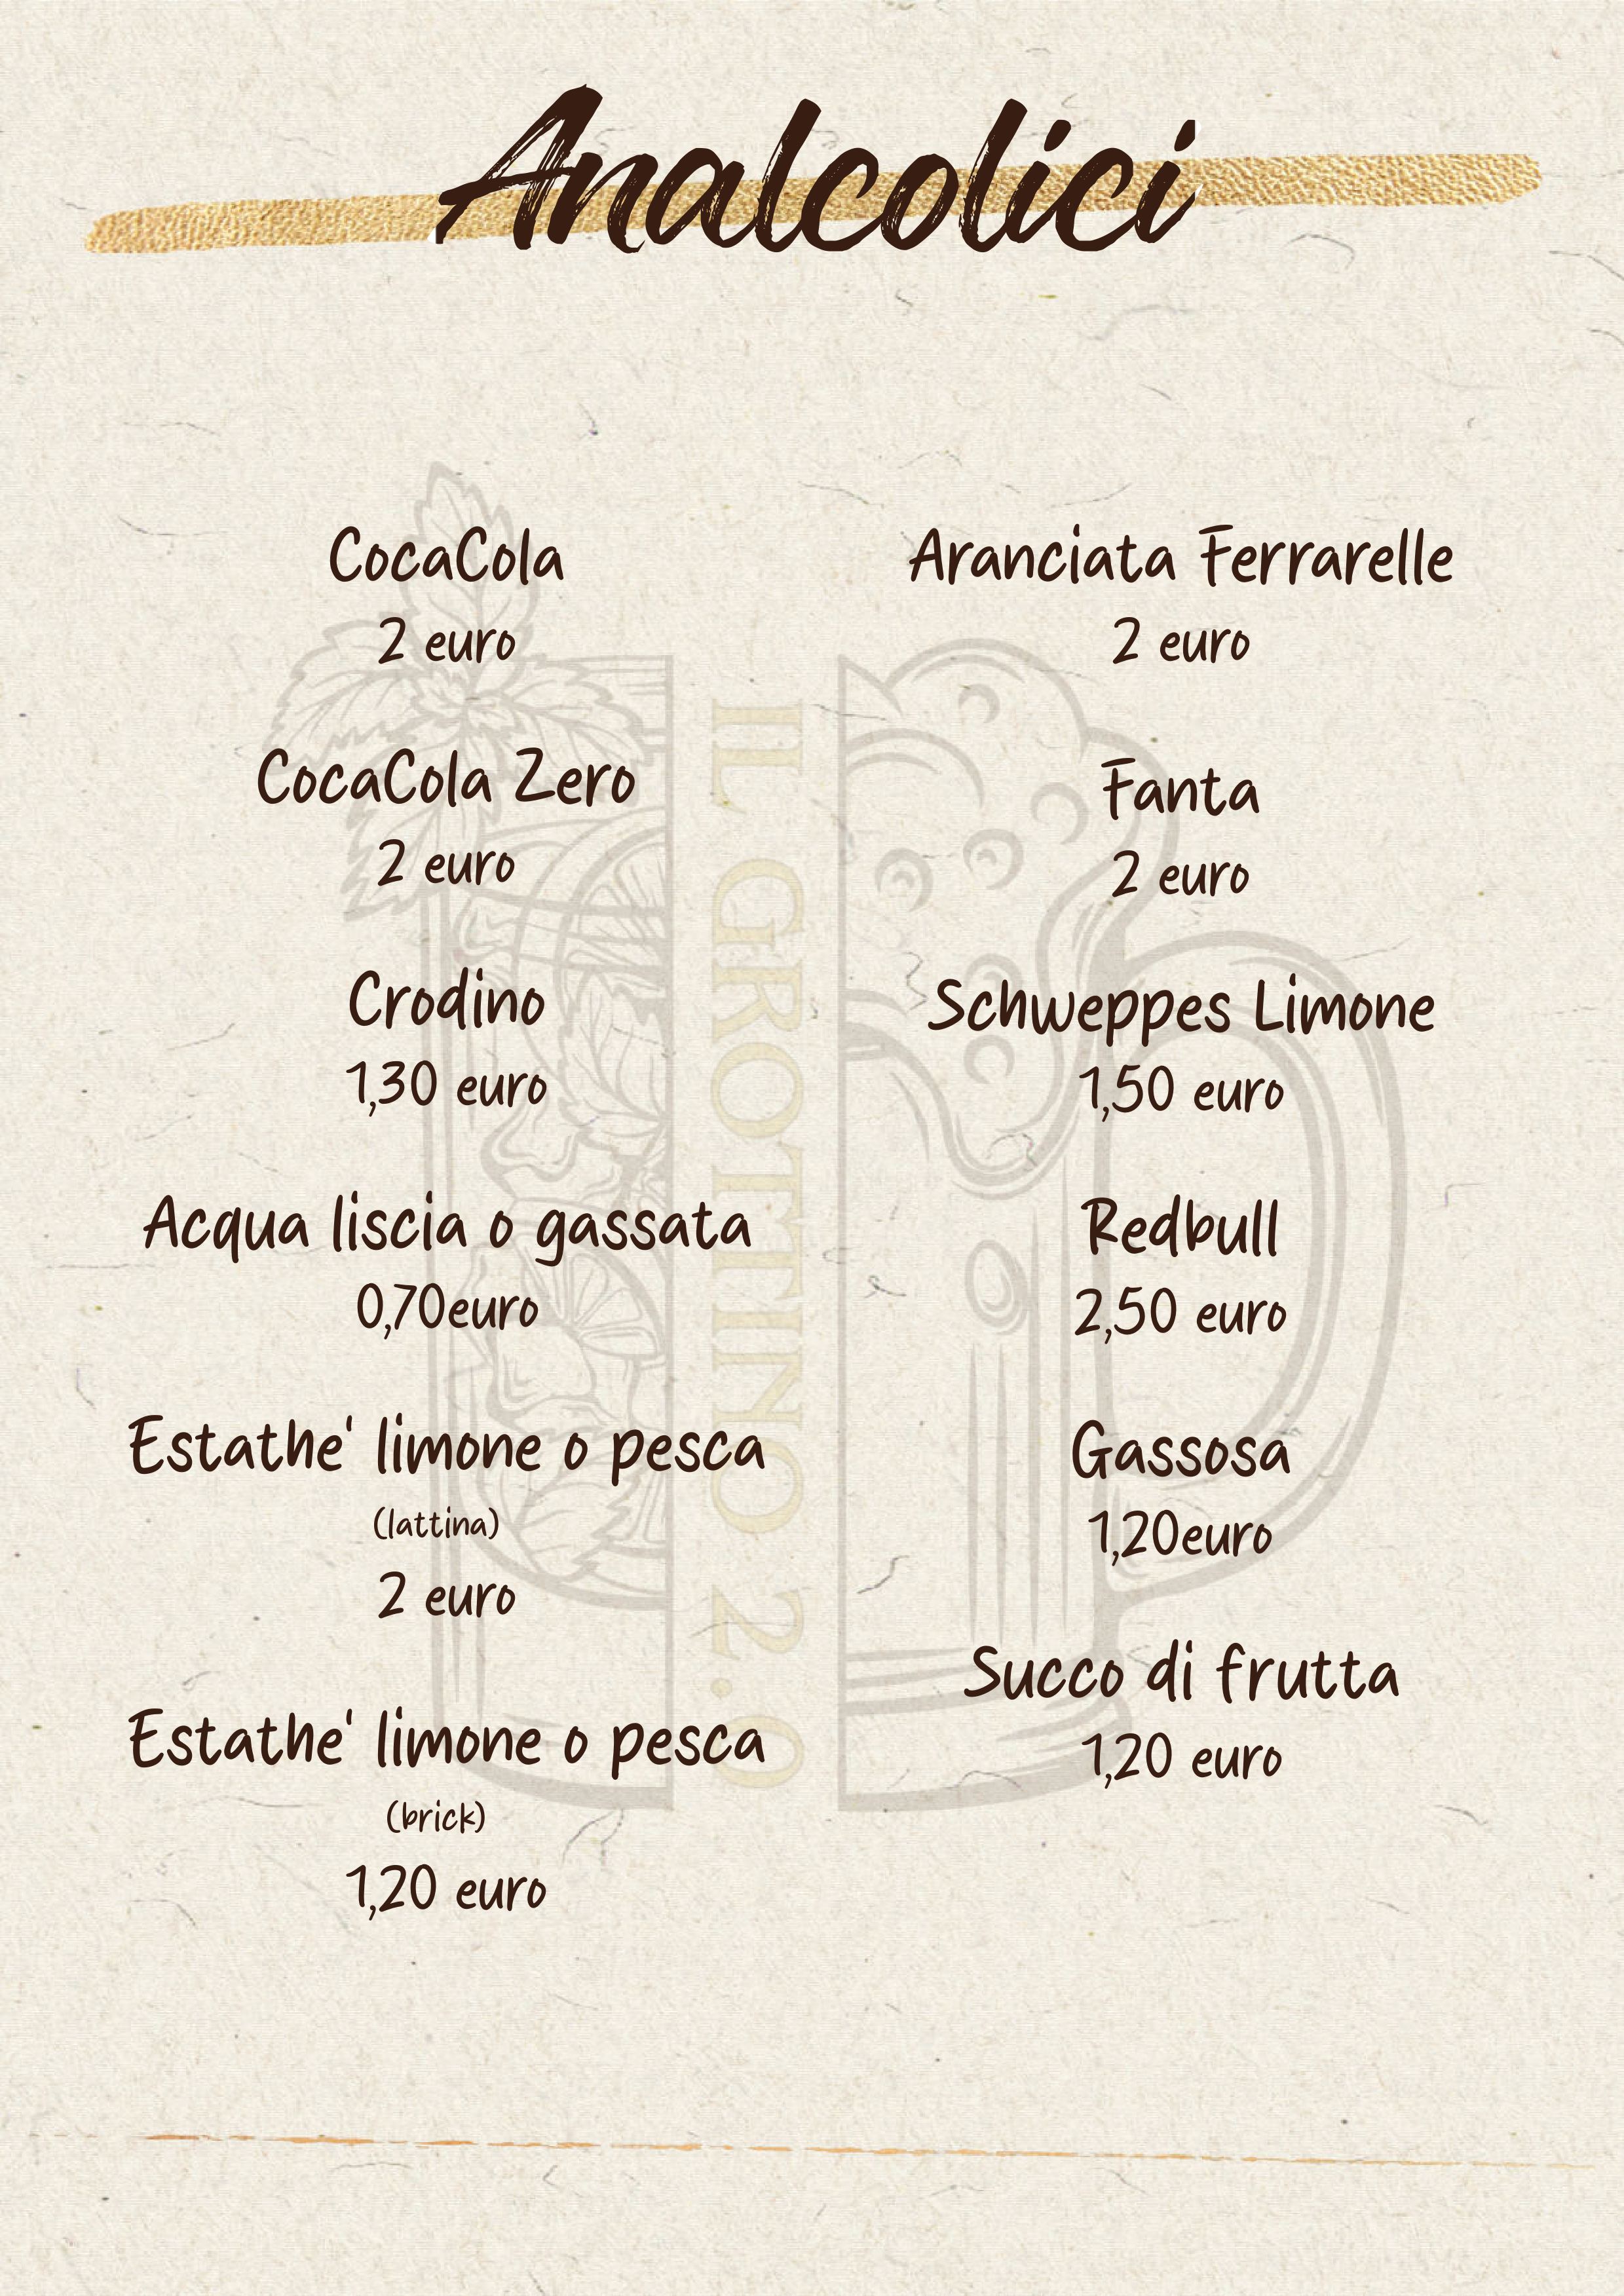 Analcolici
CocaCola
2 euro
CocaCola Zero
2 euro
Crodino
1,30 euro
Acqua liscia o gassata
0,70euro
Estathe' limone o pesca
(lattina)
2 euro
Estathe' limone o pesca
(brick)
1,20 euro
Aranciata Ferrarelle
2 euro
Fanta
2 euro
Schweppes Limone
1,50 euro
Redbull
2,50 euro
Gassosa
1,20euro
Succo di frutta
1,20 euro
IL GROTTINO 2.0